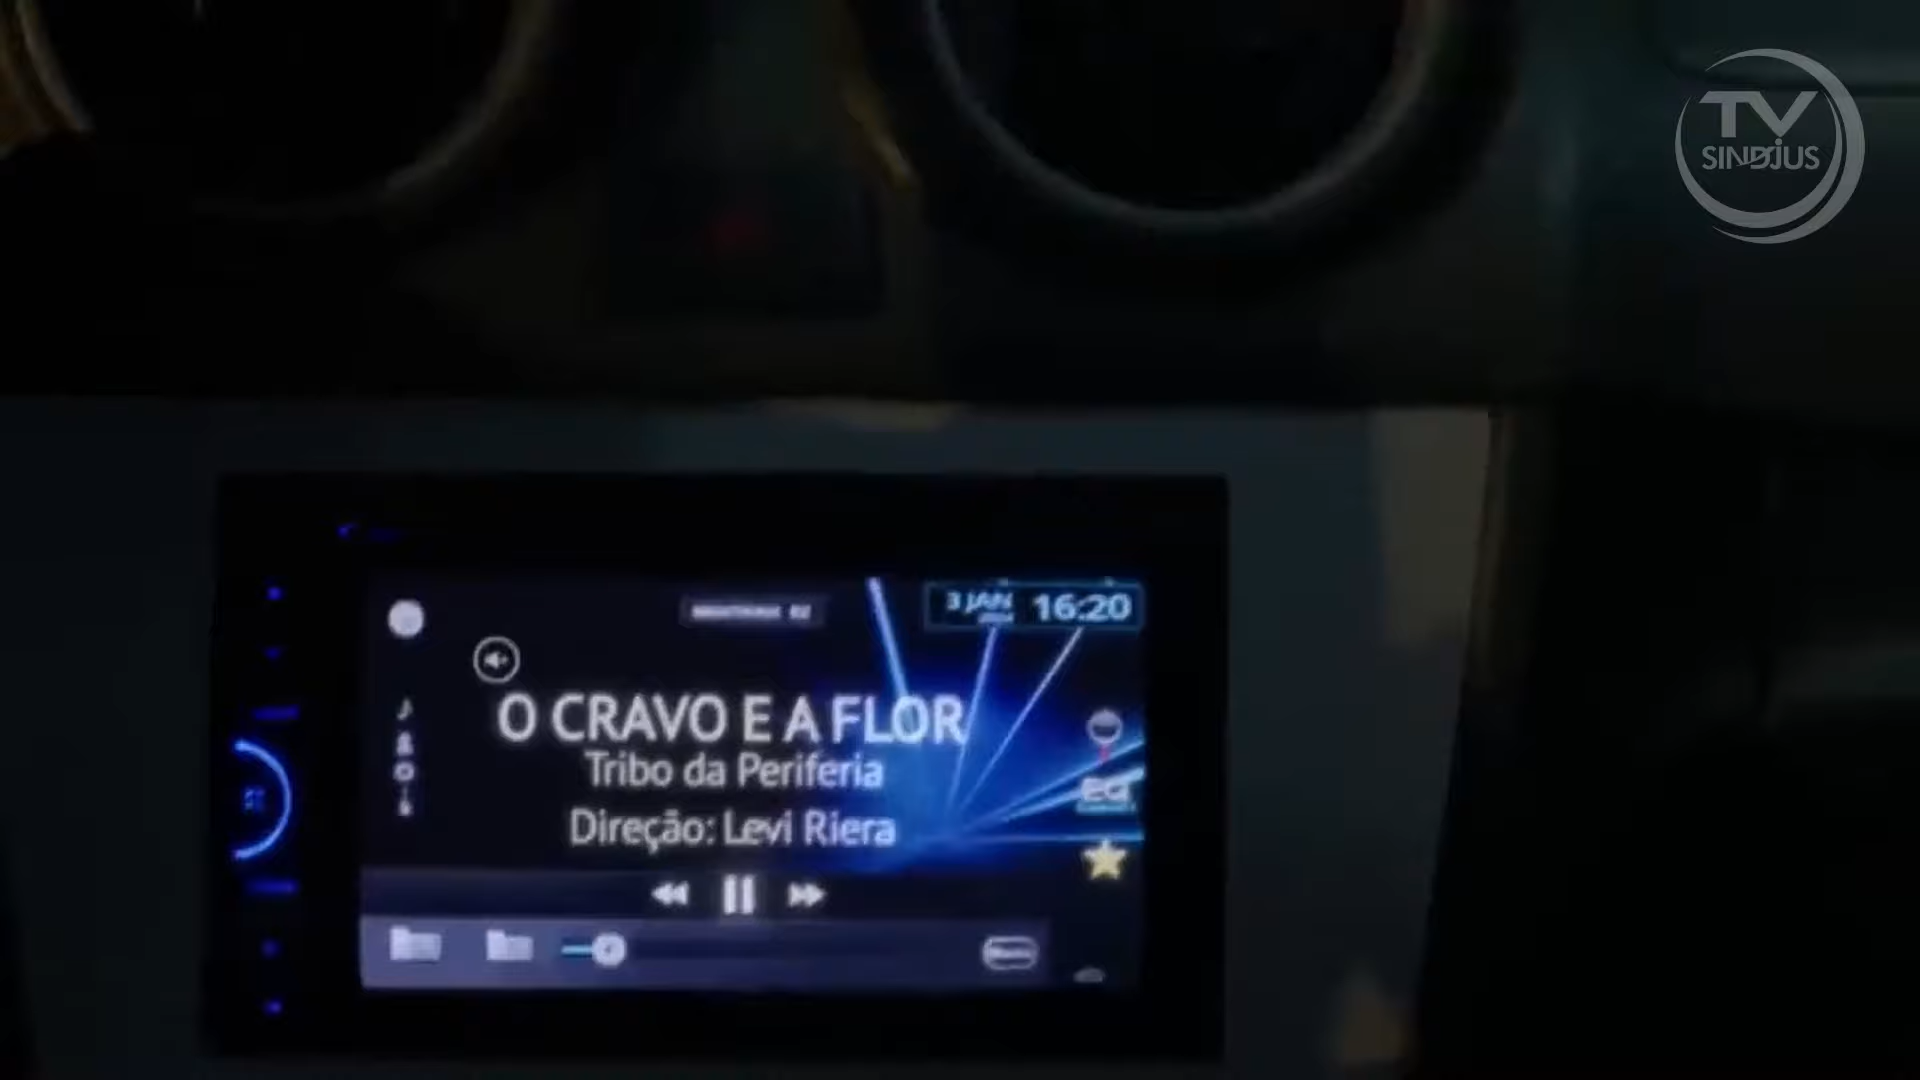 TV
SINDJUS
3 JAN
16:20
O CRAVO E A FLOR
Tribo da Periferia
Direção: Levi Riera
EQ